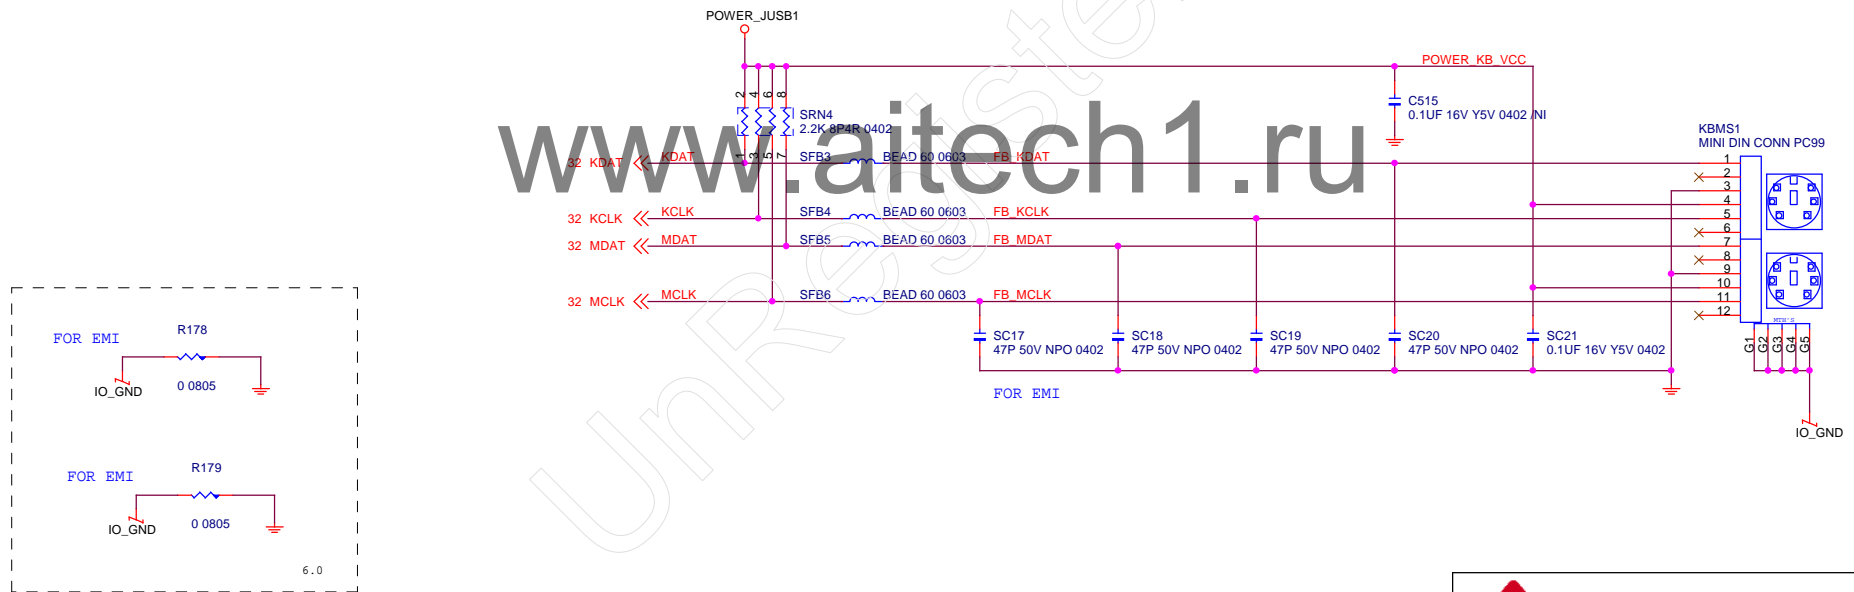 POWER_JUSB1
POWER_KB_VCC
2 4 6 8
SRN4
2.2K 8P4R 0402
1 3 5 7
C515
0.1UF 16V Y5V 0402 /NI
KBMS1
MINI DIN CONN PC99
www.aitech1.ru
32 KDAT KDAT SFB3 BEAD 60 0603 FB_KDAT
32 KCLK KCLK SFB4 BEAD 60 0603 FB_KCLK
32 MDAT MDAT SFB5 BEAD 60 0603 FB_MDAT
32 MCLK MCLK SFB6 BEAD 60 0603 FB_MCLK
1
2
3
4
5
6
7
8
9
10
11
12
MTH'S
G1 G2 G3 G4 G5
IO_GND
SC17
47P 50V NPO 0402
SC18
47P 50V NPO 0402
SC19
47P 50V NPO 0402
SC20
47P 50V NPO 0402
SC21
0.1UF 16V Y5V 0402
FOR EMI
FOR EMI
R178
IO_GND
0 0805
FOR EMI
R179
IO_GND
0 0805
6.0
UnRegiste